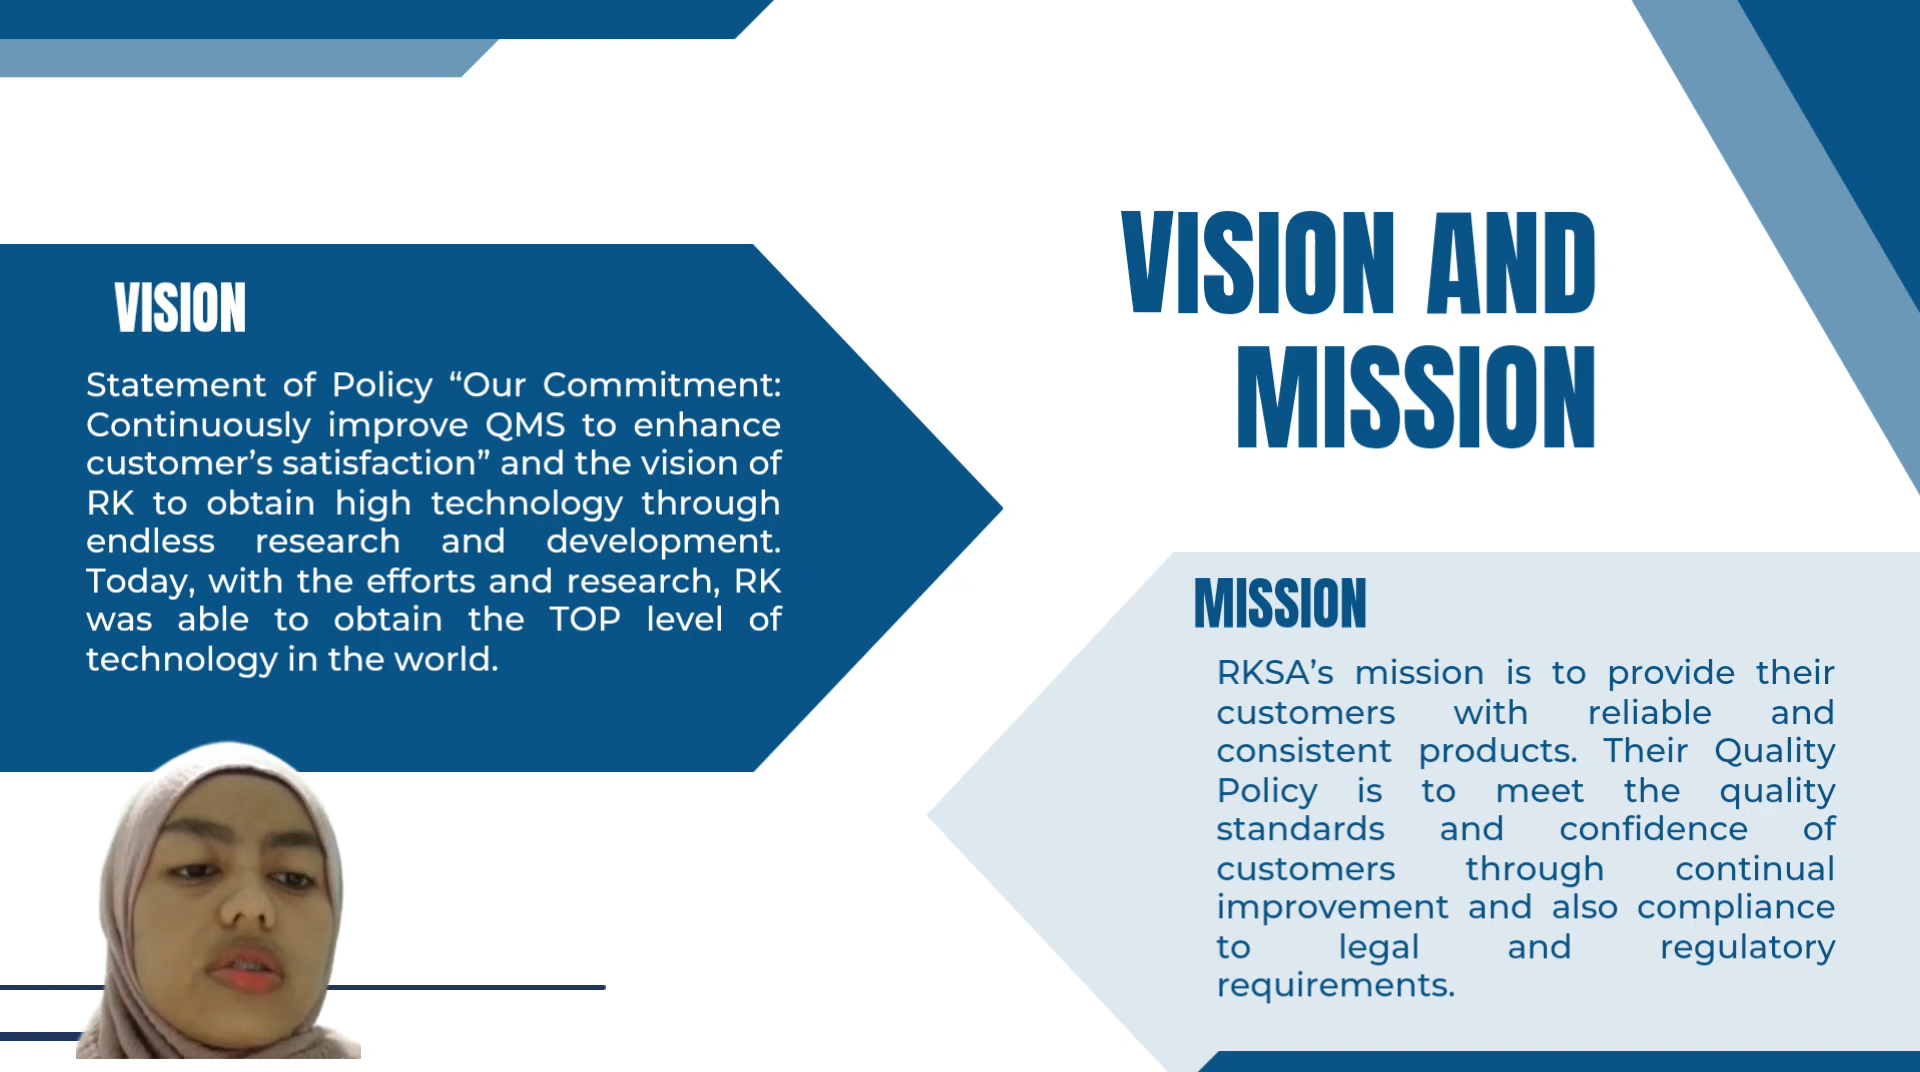 VISION AND
MISSION
VISION
Statement of Policy “Our Commitment:
Continuously improve QMS to enhance
customer’s satisfaction” and the vision of
RK to obtain high technology through
endless research and development.
Today, with the efforts and research, RK
was able to obtain the TOP level of
technology in the world.
MISSION
RKSA’s mission is to provide their
customers with reliable and
consistent products. Their Quality
Policy is to meet the quality
standards and confidence of
customers through continual
improvement and also compliance
to legal and regulatory
requirements.